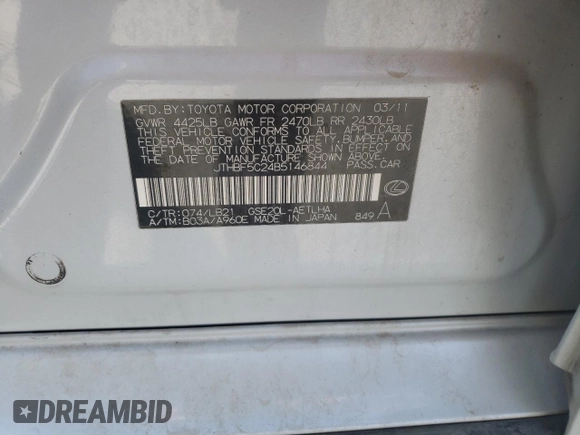 MFD. BY: TOYOTA MOTOR CORPORATION 03/11
GVWR 4425LB GAWR FR 2470LB RR 2430LB
THIS VEHICLE CONFORMS TO ALL APPLICABLE
FEDERAL MOTOR VEHICLE SAFETY, BUMPER, AND
THEFT PREVENTION STANDARDS IN EFFECT ON
THE DATE OF MANUFACTURE SHOWN ABOVE.
JTHBF5C24B5146844 PASS.CAR
C/TR: 074/LB21 GSE20L-AETLHA
A/TM: B03A/A960E MADE IN JAPAN 849 A
DREAMBID